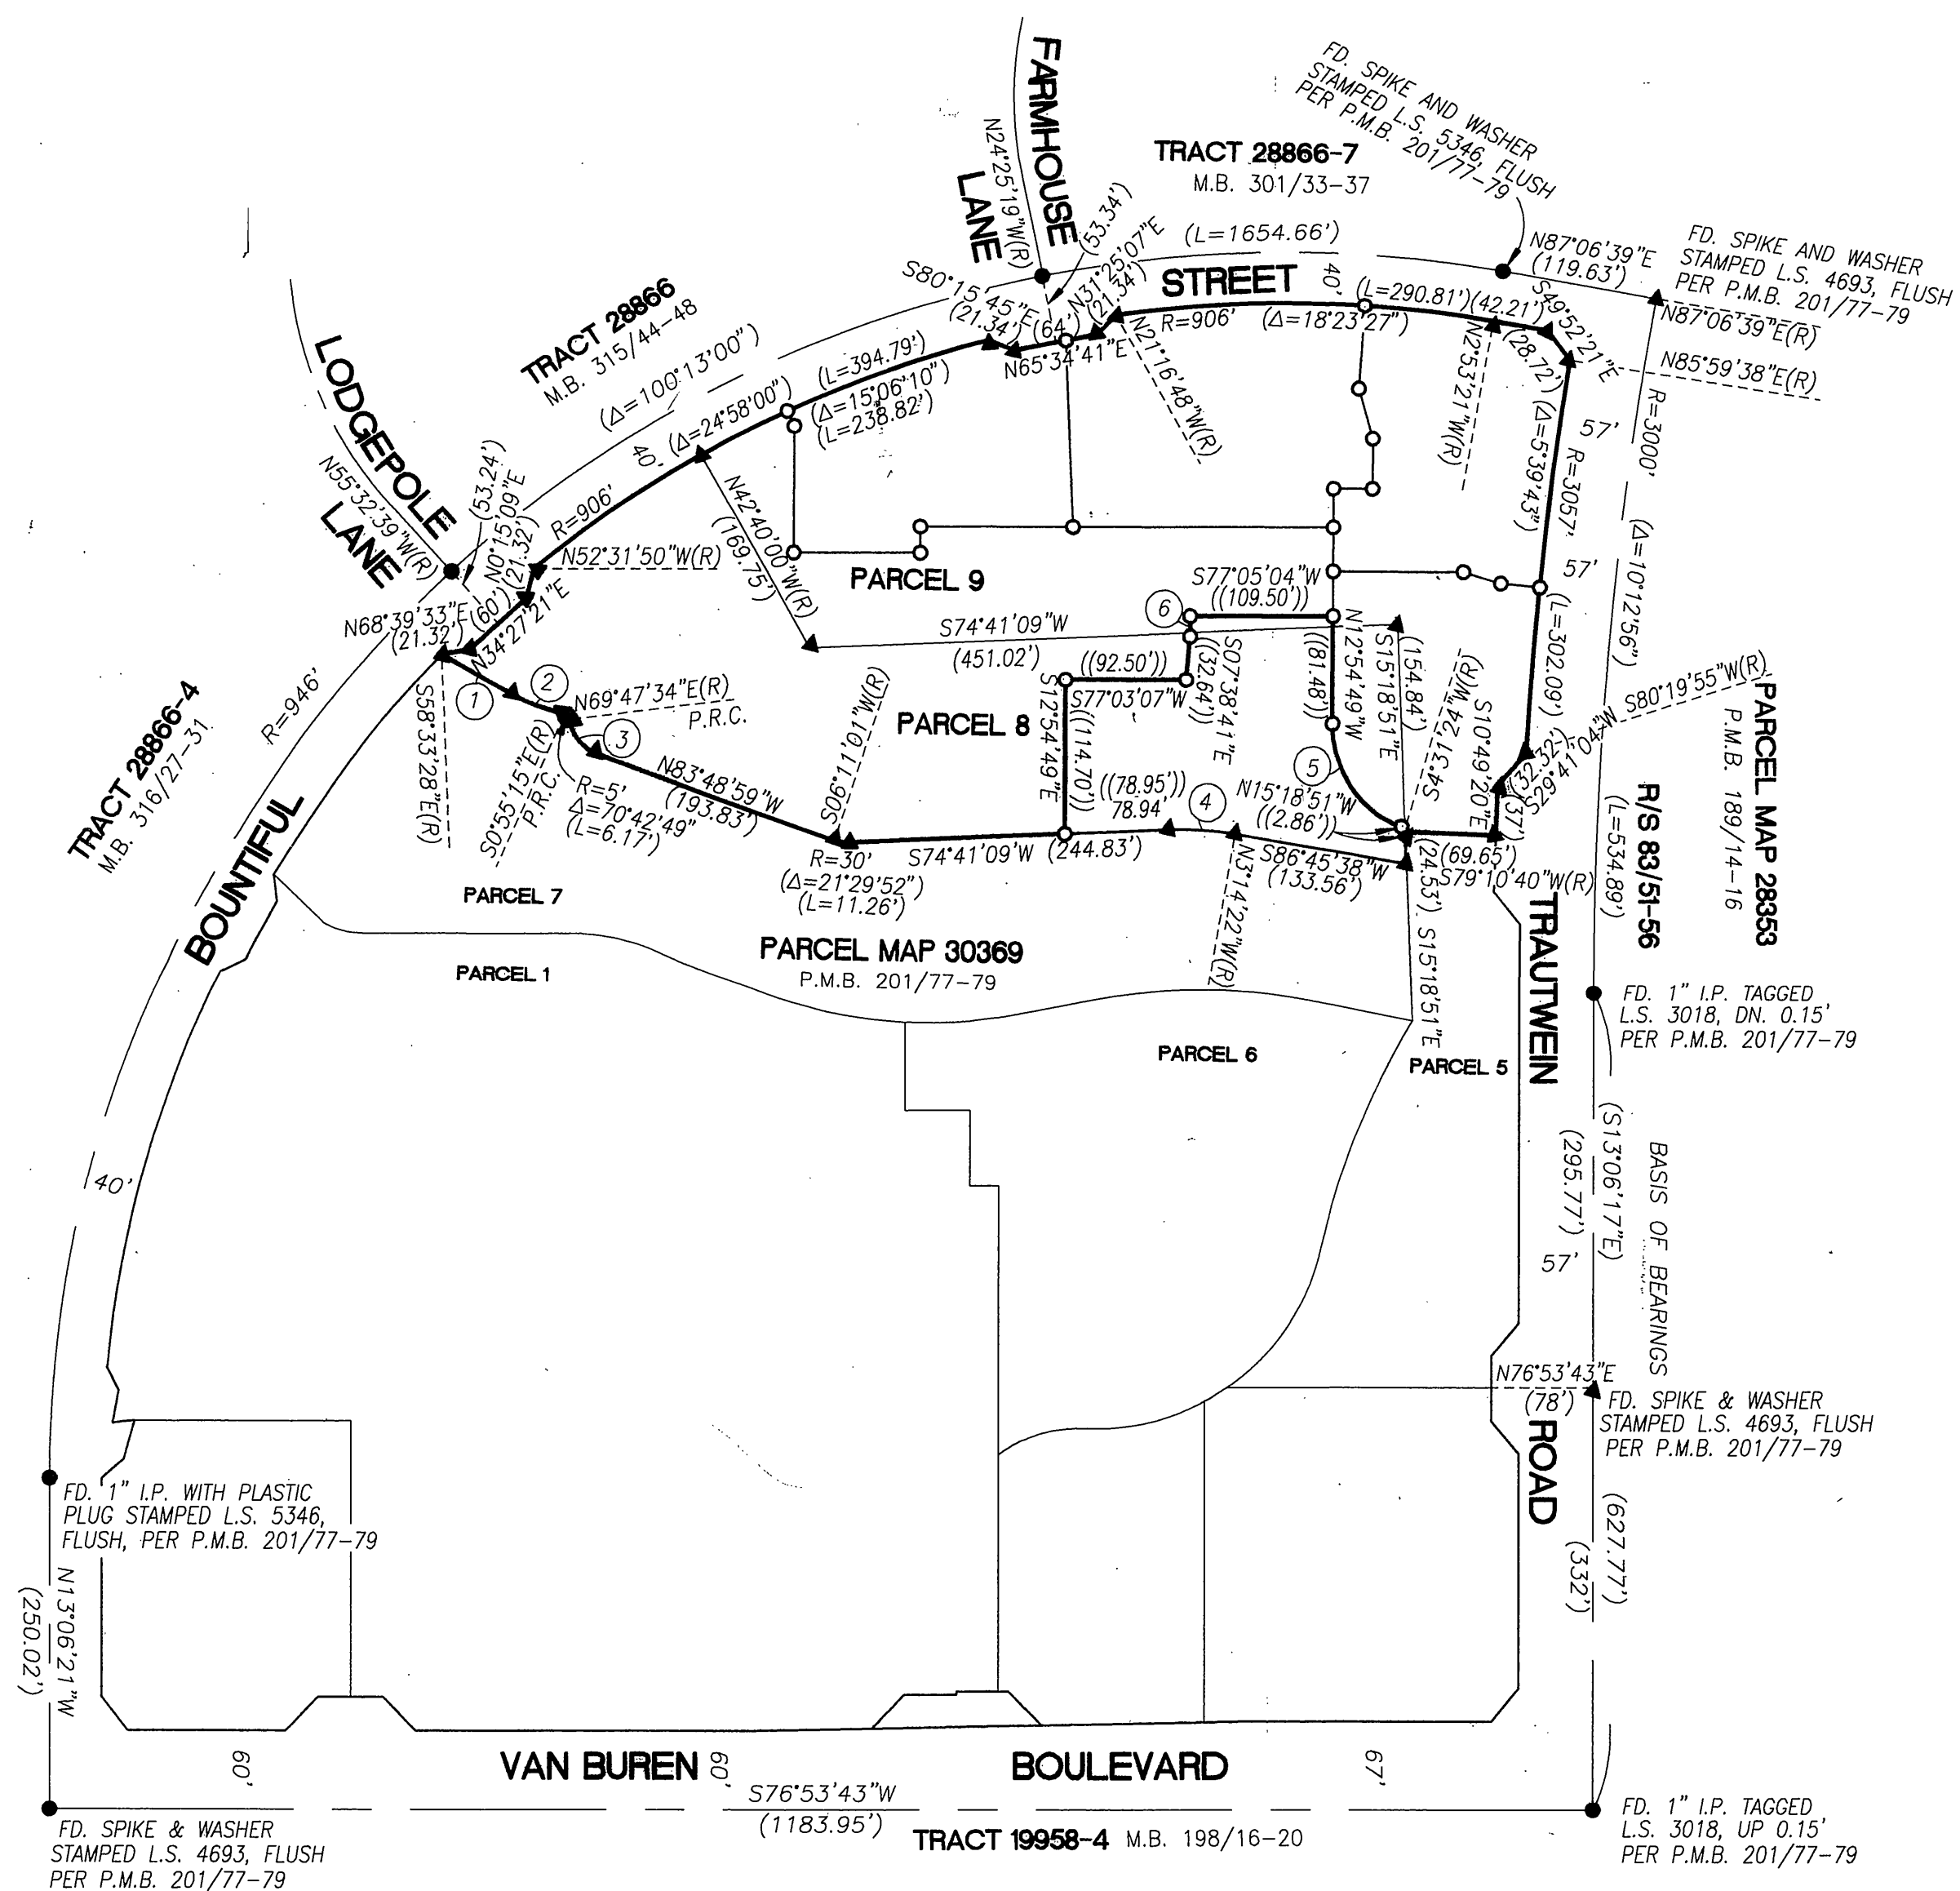 FD. SPIKE AND WASHER
STAMPED L.S. 5346, FLUSH
PER P.M.B. 201/77-79
FARMHOUSE
LANE
N24°25'19"W(R)
TRACT 28866-7
M.B. 301/33-37
(53.34')
(L=1654.66')
N87°06'39"E
(119.63')
FD. SPIKE AND WASHER
STAMPED L.S. 4693, FLUSH
PER P.M.B. 201/77-79
N87°06'39"E(R)
N85°59'38"E(R)
S80°15'45"E
(21.34')
(64')
N31°25'07"E
(21.34')
STREET
40'
(L=290.81')
(42.21')
S49°52'21"E
(28.72')
R=906'
(Δ=18°23'27")
N65°34'41"E
N21°16'48"W(R)
N2°53'21"W(R)
TRACT 28866
M.B. 315/44-48
(Δ=100°13'00")
(L=394.79')
(Δ=24°58'00")
(Δ=15°06'10")
(L=238.82')
40'
R=906'
LODGEPOLE
LANE
N55°32'39"W(R)
(53.24')
N0°15'09"E
(21.32')
N52°31'50"W(R)
N42°40'00"W(R)
(169.75')
(Δ=5°39'43")
R=3057'
57'
R=3000'
57'
(Δ=10°12'56")
(L=302.09')
PARCEL 9
S77°05'04"W
((109.50'))
6
N68°39'33"E
(21.32')
(60')
N34°27'21"E
S74°41'09"W
(451.02')
((92.50'))
S77°03'07"W
((32.64'))
S07°38'41"E
((81.48'))
N12°54'49"W
S15°18'51"E
(154.84')
S4°31'24"W(R)
S10°49'20"E
(37')
(32.32')
S29°41'04"W
S80°19'55"W(R)
PARCEL MAP 28353
P.M.B. 189/14-16
R/S 83/51-56
(L=534.89')
R=946'
TRACT 28866-4
M.B. 316/27-31
S58°33'28"E(R)
1
2
N69°47'34"E(R)
P.R.C.
3
S0°55'15"E(R)
P.R.C.
R=5'
Δ=70°42'49"
(L=6.17')
N83°48'59"W
(193.83')
S06°11'01"W(R)
PARCEL 8
S12°54'49"E
((114.70'))
((78.95'))
78.94'
4
5
N15°18'51"W
((2.86'))
R=30'
(Δ=21°29'52")
(L=11.26')
S74°41'09"W
(244.83')
N3°14'22"W(R)
S86°45'38"W
(133.56')
(24.53')
S15°18'51"E
(69.65')
S79°10'40"W(R)
BOUNTIFUL
PARCEL 7
PARCEL MAP 30369
P.M.B. 201/77-79
PARCEL 1
PARCEL 6
PARCEL 5
TRAUTWEIN
ROAD
FD. 1" I.P. TAGGED
L.S. 3018, DN. 0.15'
PER P.M.B. 201/77-79
(S13°06'17"E)
(295.77')
BASIS OF BEARINGS
40'
57'
N76°53'43"E
(78')
FD. SPIKE & WASHER
STAMPED L.S. 4693, FLUSH
PER P.M.B. 201/77-79
(627.77')
(332')
FD. 1" I.P. WITH PLASTIC
PLUG STAMPED L.S. 5346,
FLUSH, PER P.M.B. 201/77-79
N13°06'21"W
(250.02')
60'
VAN BUREN
60'
BOULEVARD
67'
S76°53'43"W
(1183.95')
TRACT 19958-4 M.B. 198/16-20
FD. SPIKE & WASHER
STAMPED L.S. 4693, FLUSH
PER P.M.B. 201/77-79
FD. 1" I.P. TAGGED
L.S. 3018, UP 0.15'
PER P.M.B. 201/77-79